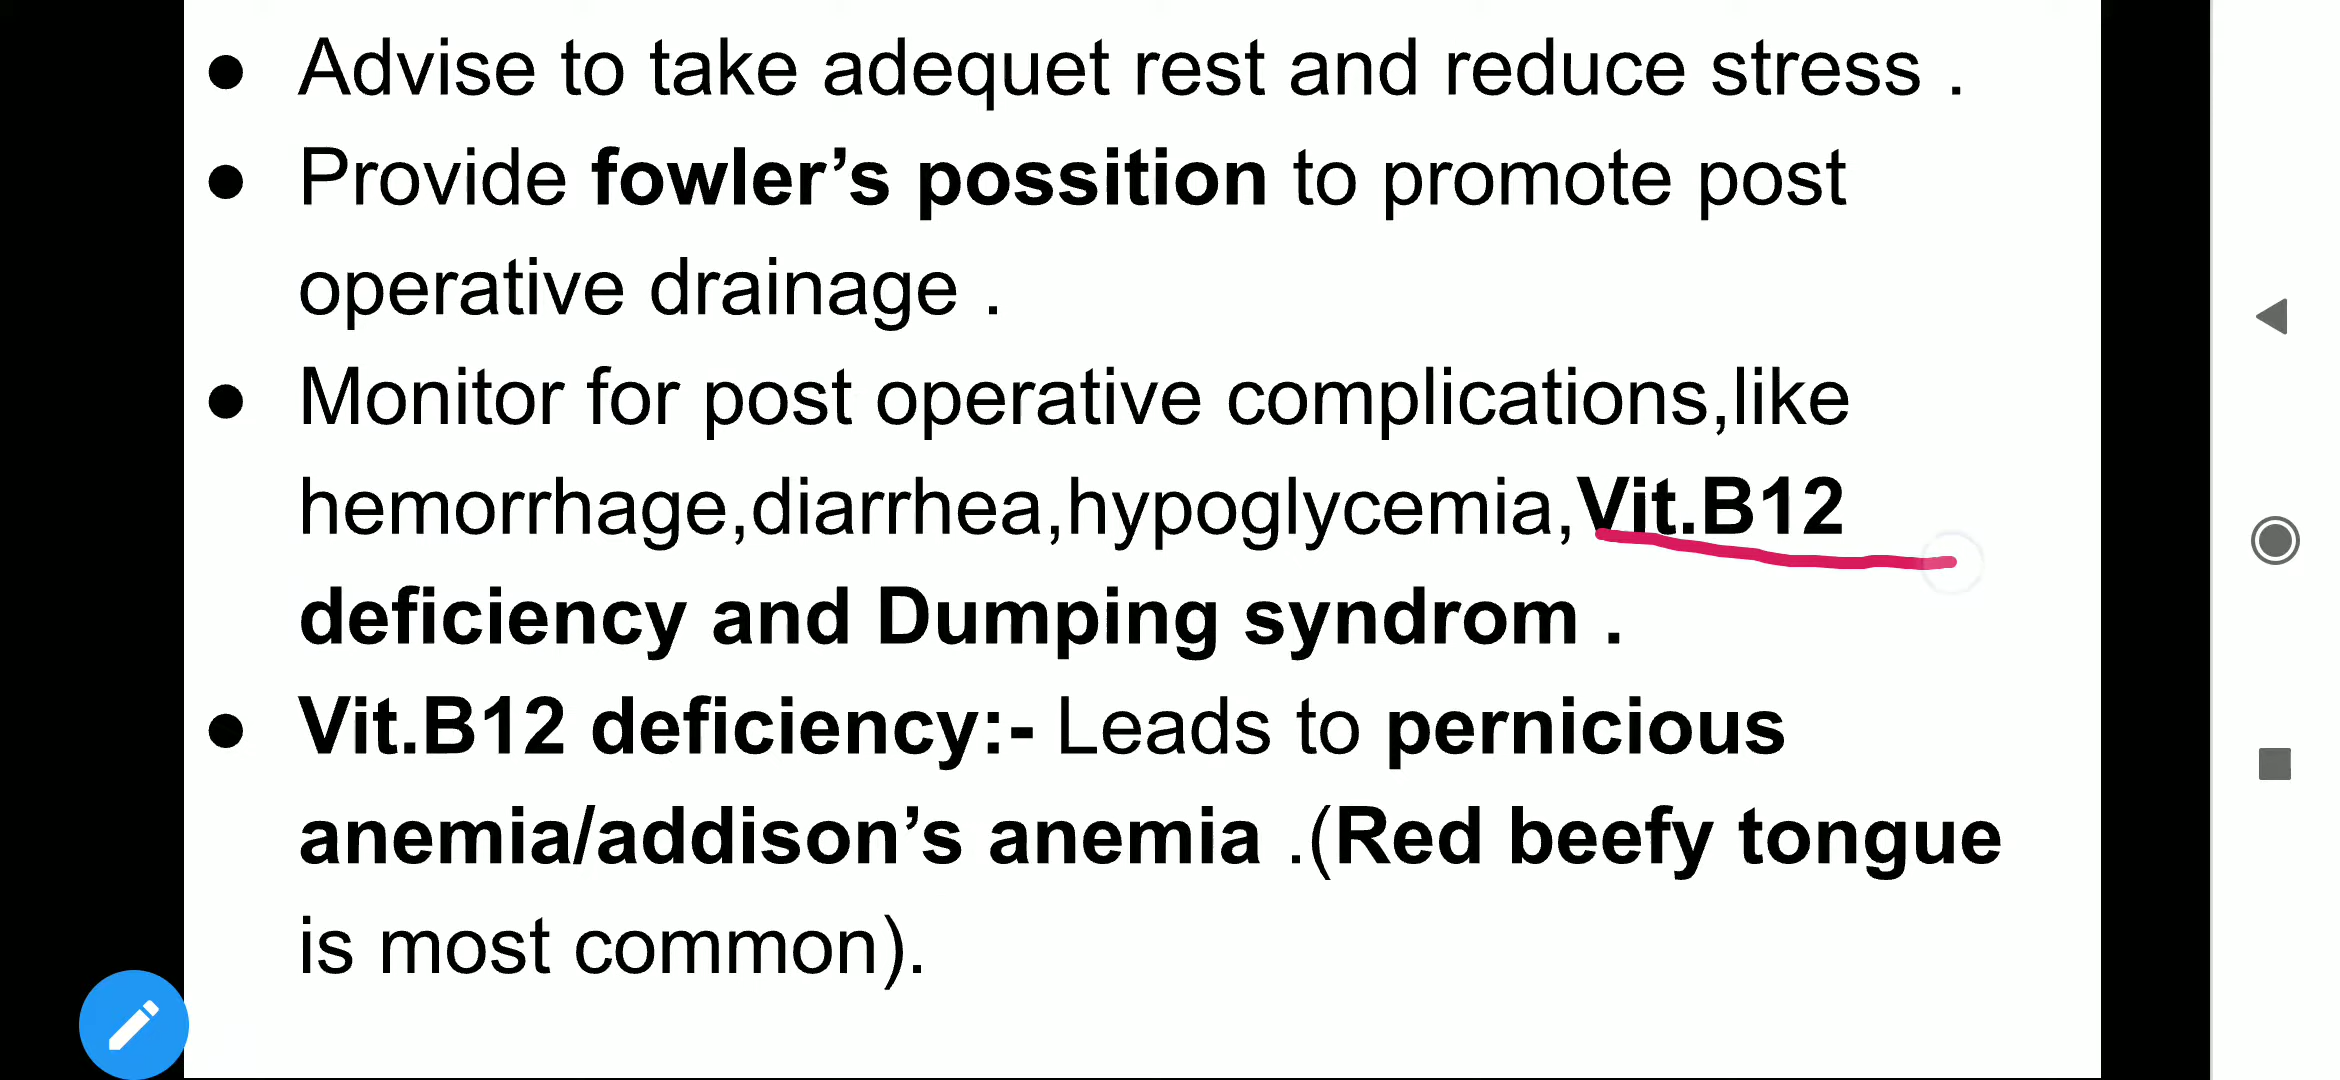 ● Advise to take adequet rest and reduce stress .
● Provide fowler’s possition to promote post
operative drainage .
● Monitor for post operative complications,like
hemorrhage,diarrhea,hypoglycemia,Vit.B12
deficiency and Dumping syndrom .
● Vit.B12 deficiency:- Leads to pernicious
anemia/addison’s anemia .(Red beefy tongue
is most common).